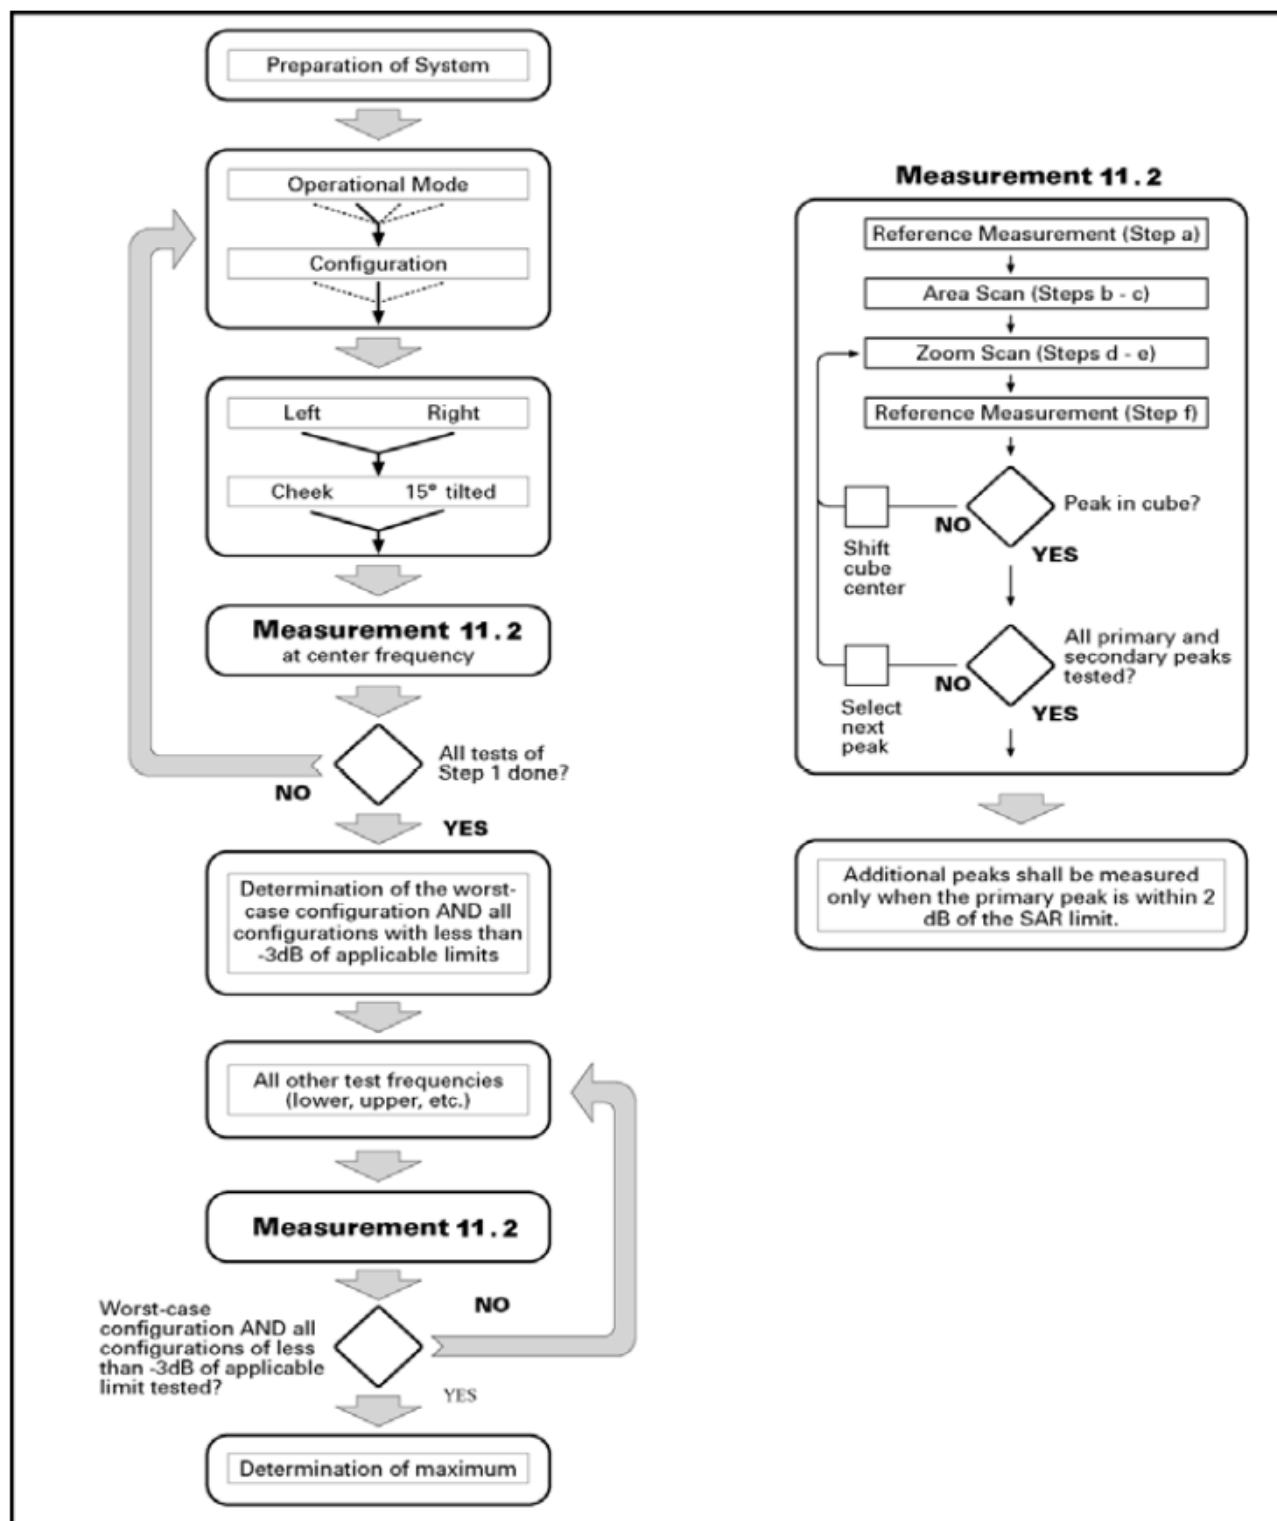 Preparation of System
Operational Mode
Configuration
Left Right
Cheek 15° tilted
Measurement 11.2
at center frequency
All tests of
Step 1 done?
NO
YES
Determination of the worst-
case configuration AND all
configurations with less than
-3dB of applicable limits
All other test frequencies
(lower, upper, etc.)
Measurement 11.2
NO
Worst-case
configuration AND all
configurations of less
than -3dB of applicable
limit tested?
YES
Determination of maximum
Measurement 11.2
Reference Measurement (Step a)
Area Scan (Steps b - c)
Zoom Scan (Steps d - e)
Reference Measurement (Step f)
Peak in cube?
NO
Shift
cube
center
YES
All primary and
secondary peaks
tested?
NO
Select
next
peak
YES
Additional peaks shall be measured
only when the primary peak is within 2
dB of the SAR limit.